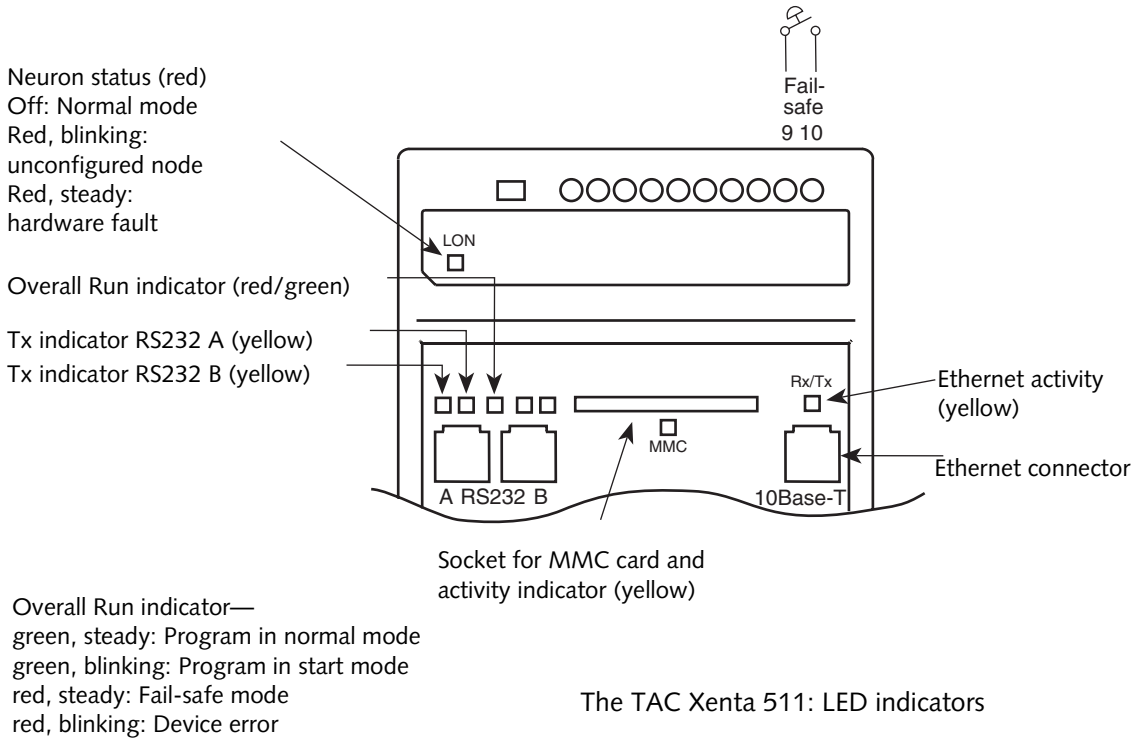 Fail-
safe
9 10
Neuron status (red)
Off: Normal mode
Red, blinking:
unconfigured node
Red, steady:
hardware fault
LON
Overall Run indicator (red/green)
Tx indicator RS232 A (yellow)
Tx indicator RS232 B (yellow)
Rx/Tx
Ethernet activity
(yellow)
MMC
Ethernet connector
A RS232 B
10Base-T
Socket for MMC card and
activity indicator (yellow)
Overall Run indicator—
green, steady: Program in normal mode
green, blinking: Program in start mode
red, steady: Fail-safe mode
red, blinking: Device error
The TAC Xenta 511: LED indicators